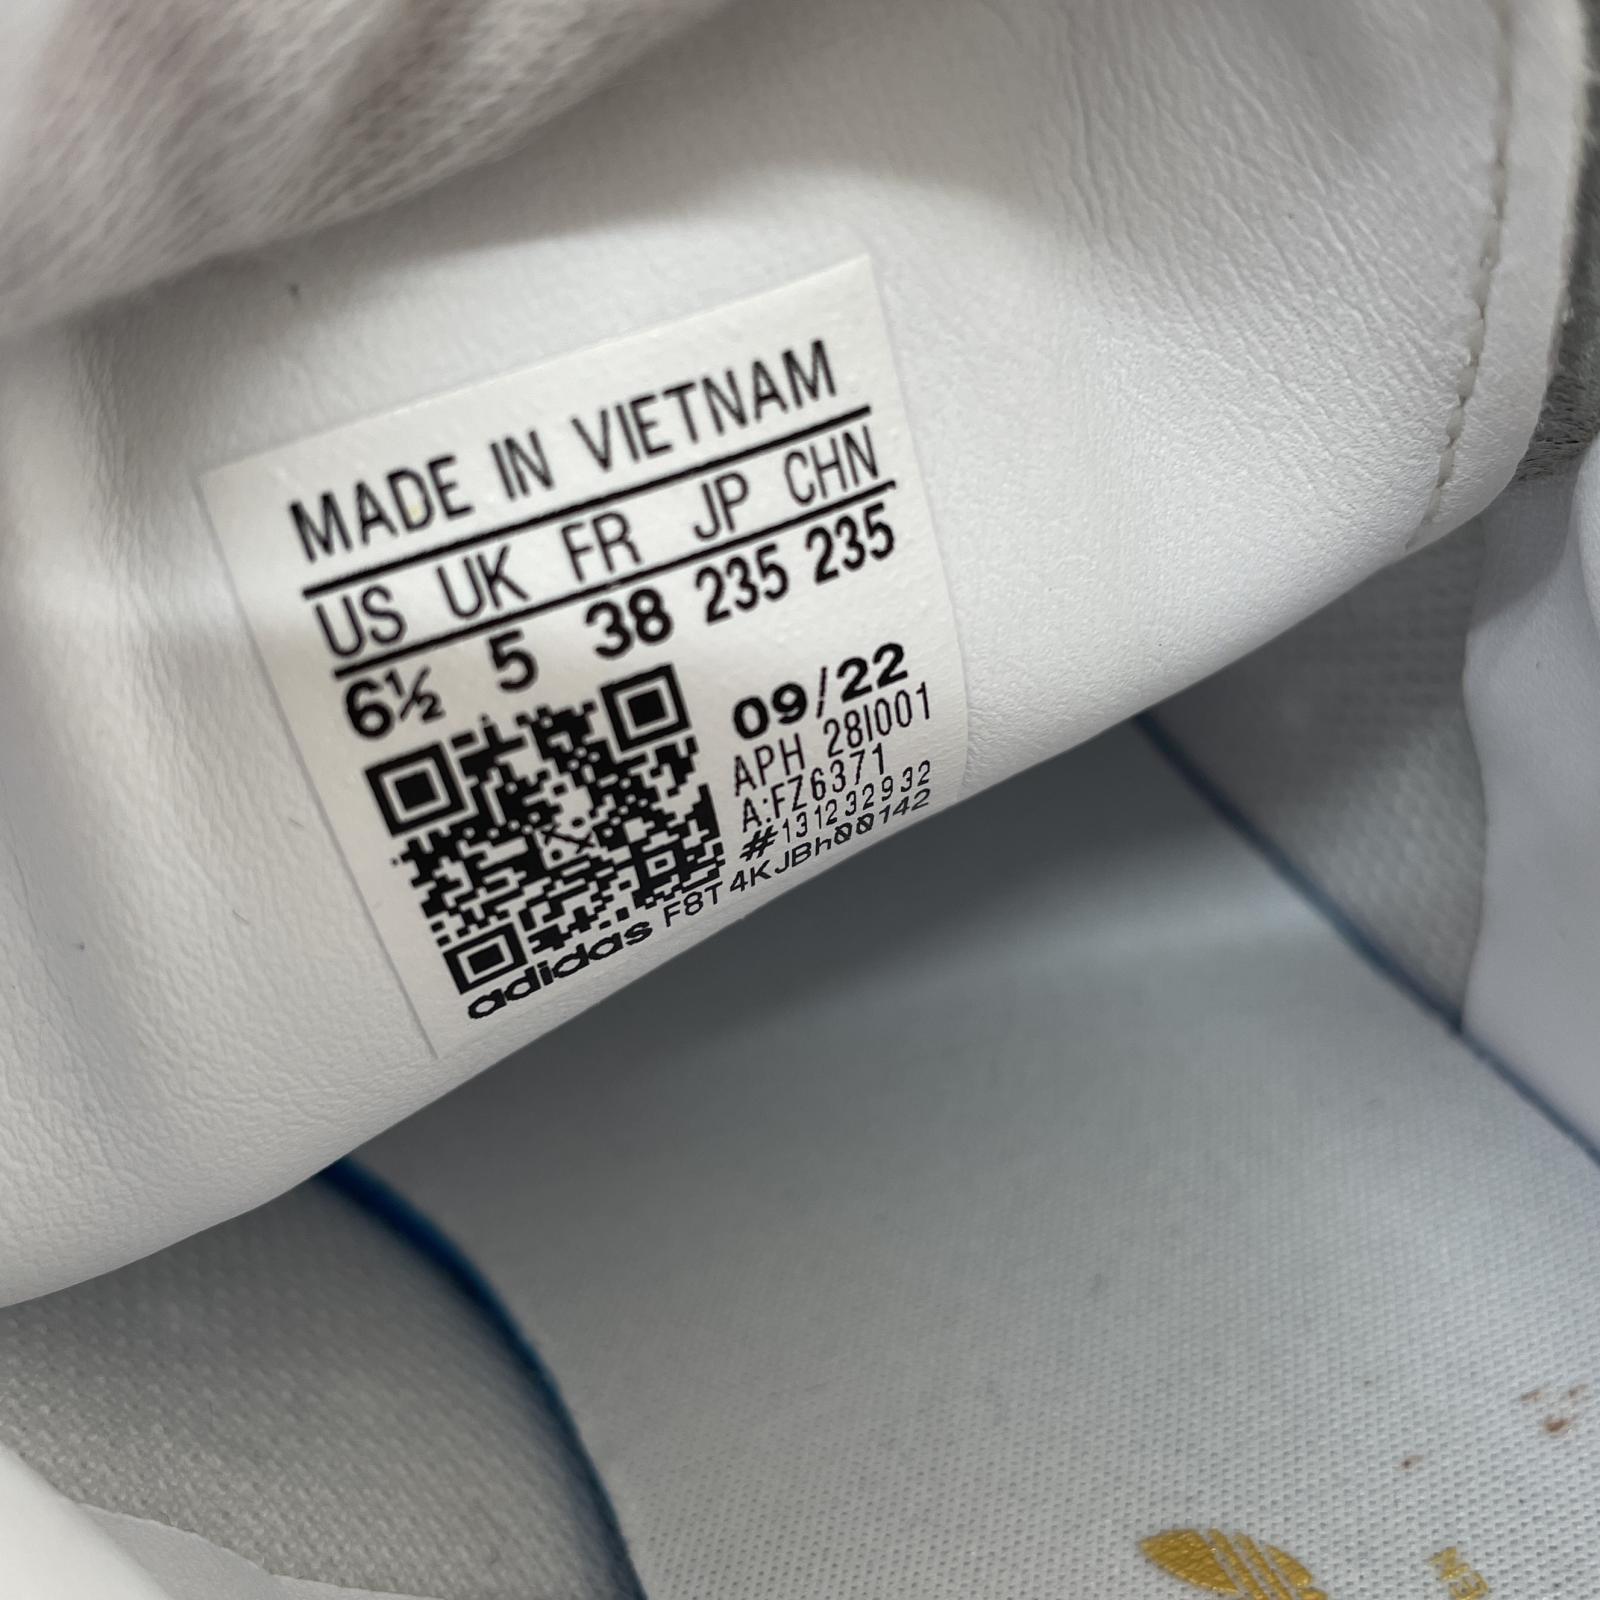 MADE IN VIETNAM
US UK FR JP CHN
6½ 5 38 235 235
09/22
APH 28I001
A:FZ6371
#131232932
adidas F8T4KJBh00142